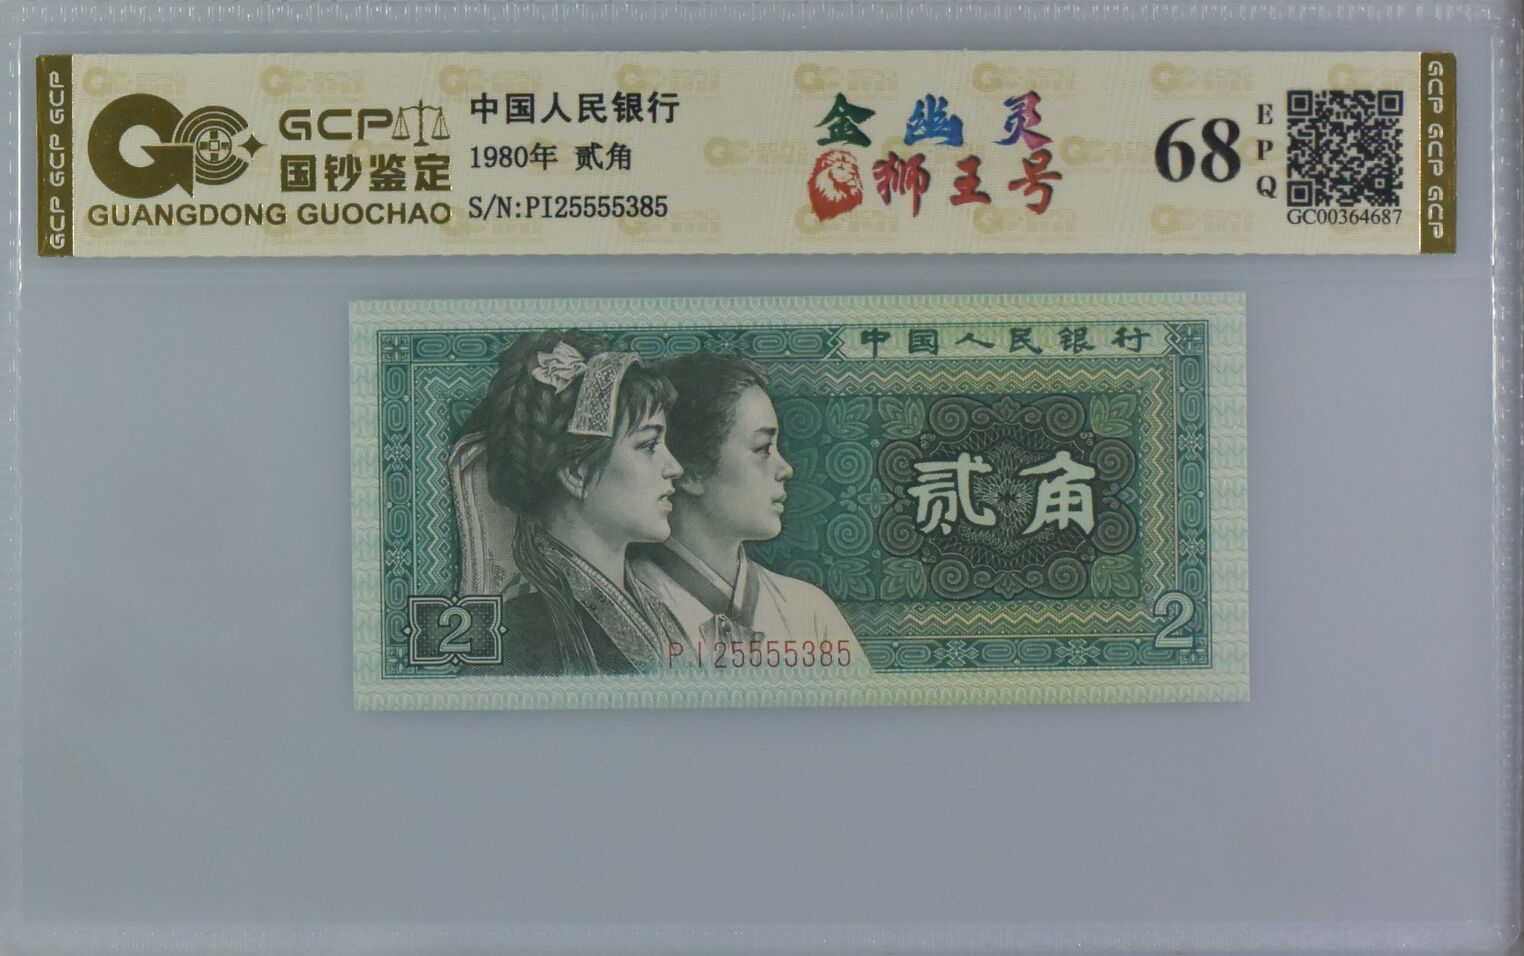 GCP GCP GCP
GCP
国钞鉴定
GUANGDONG GUOCHAO
中国人民银行
1980年 贰角
S/N:PI25555385
金幽灵
狮王号
68
EPQ
GC00364687
GCP GCP GCP
中国人民银行
贰角
2
2
PI25555385